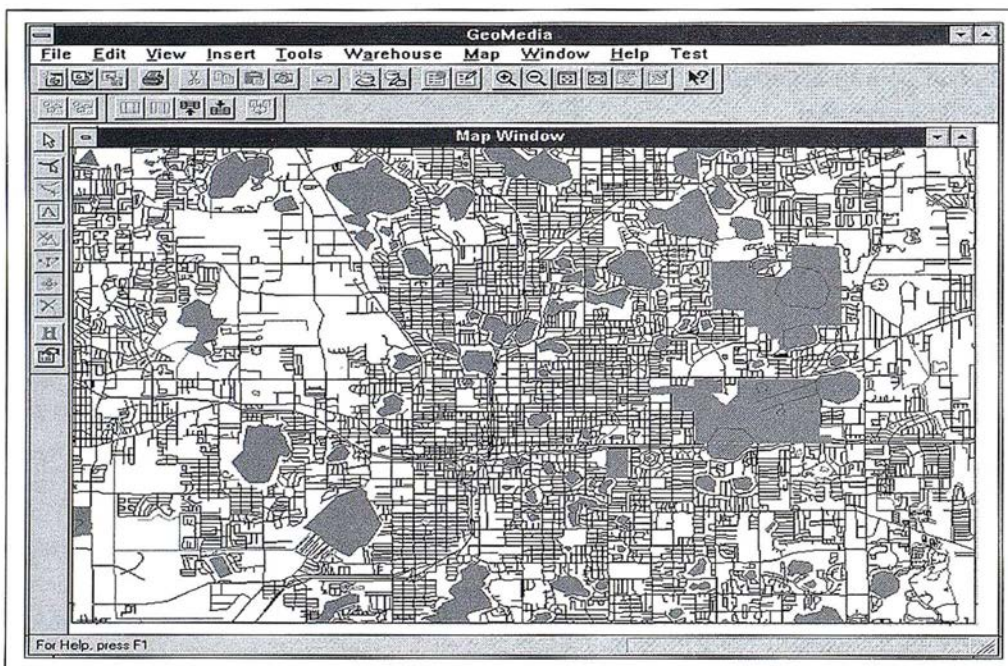 GeoMedia
File Edit View Insert Tools Warehouse Map Window Help Test
H
Map Window
For Help, press F1